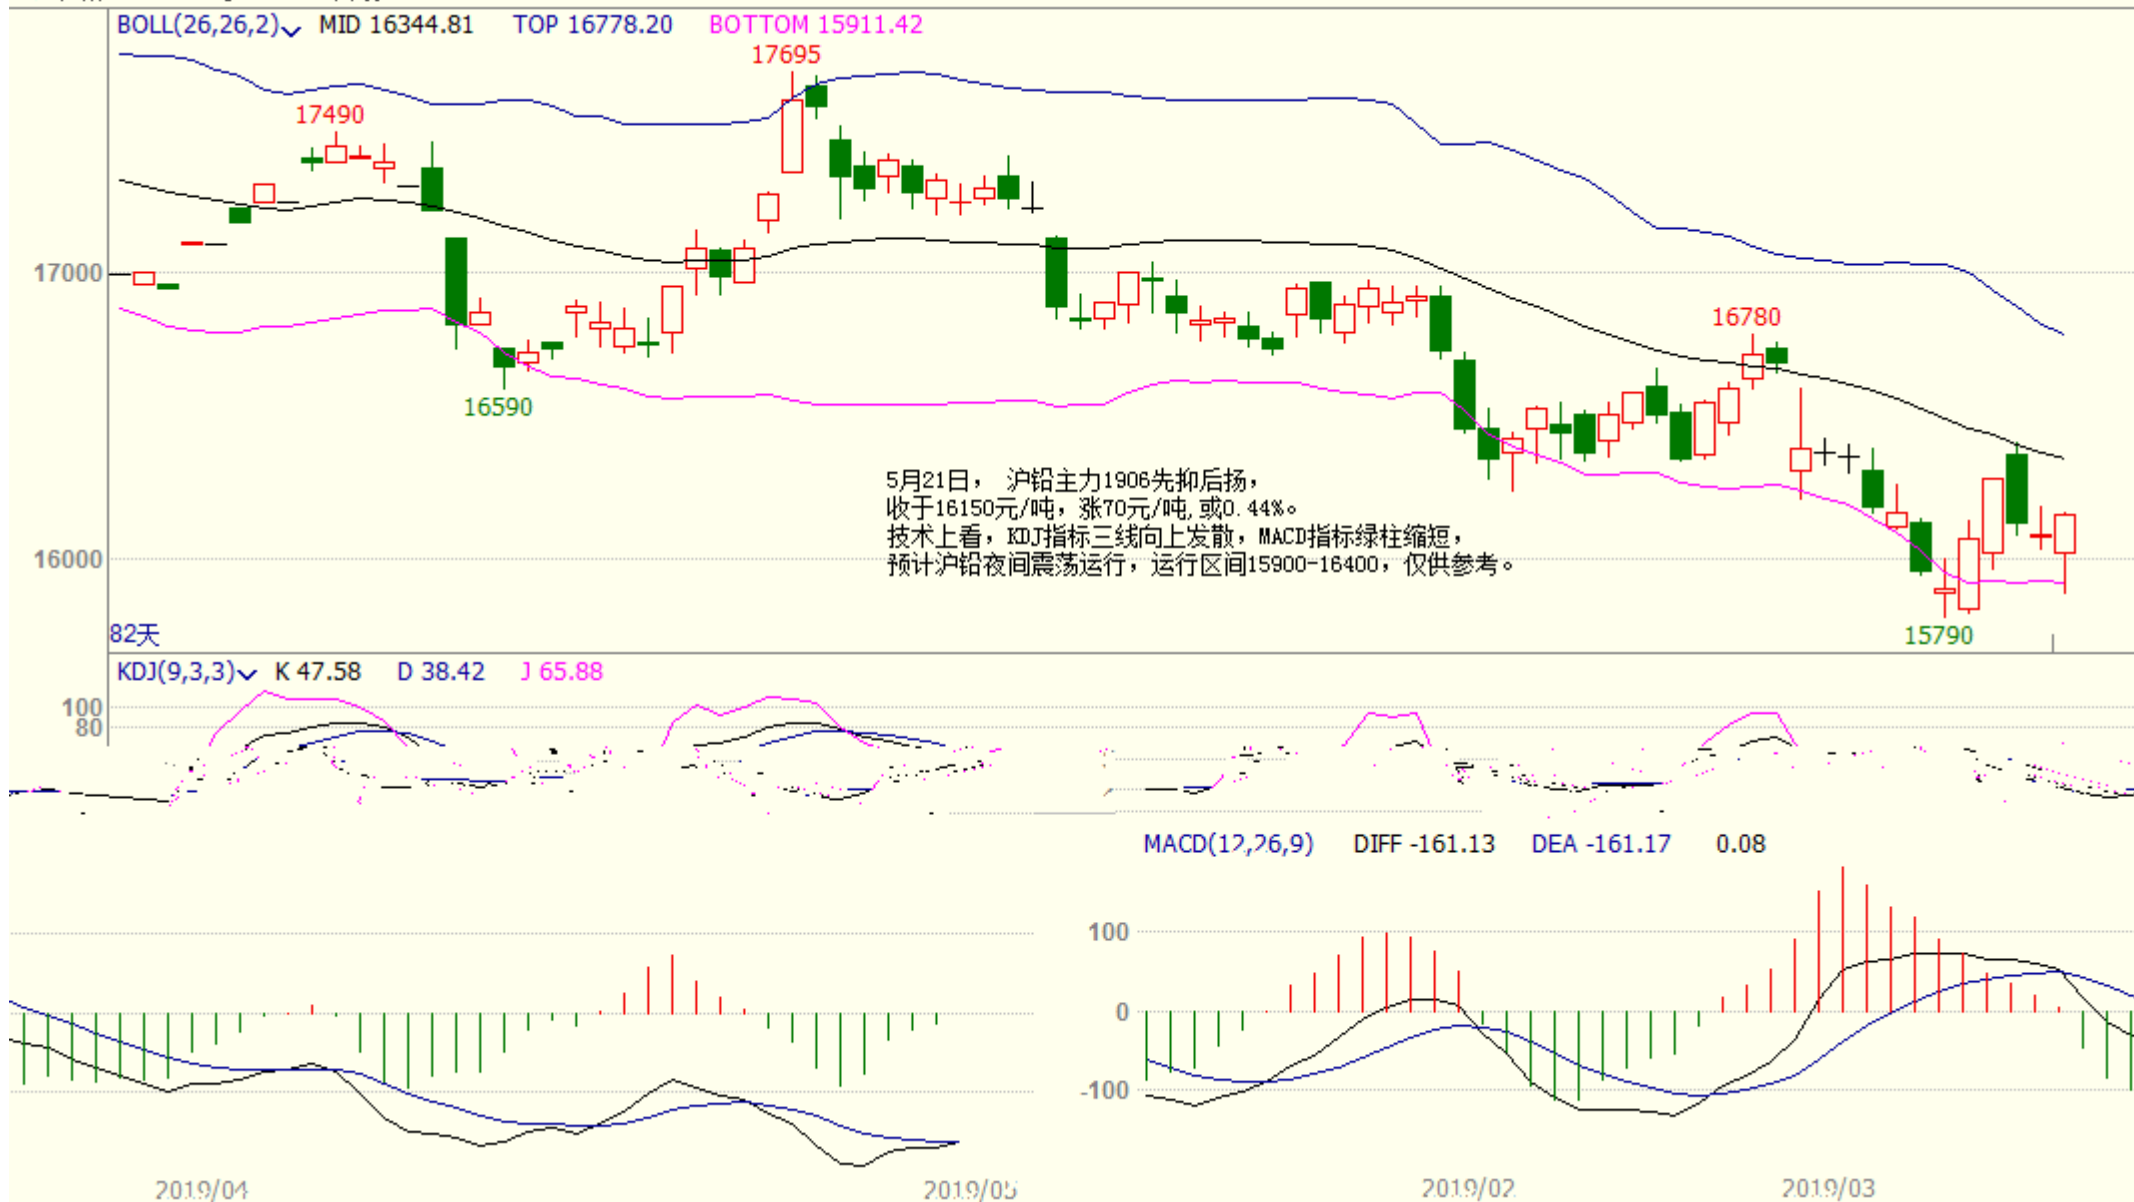 BOLL(26,26,2) MID 16344.81 TOP 16778.20 BOTTOM 15911.42
17695
17490
17000
16780
16590
5月21日， 沪铅主力1906先抑后扬，
收于16150元/吨，涨70元/吨,或0.44%。
技术上看，KDJ指标三线向上发散，MACD指标绿柱缩短，
预计沪铅夜间震荡运行，运行区间15900-16400，仅供参考。
16000
15790
82天
KDJ(9,3,3) K 47.58 D 38.42 J 65.88
100
80
MACD(12,26,9) DIFF -161.13 DEA -161.17 0.08
100
0
-100
2019/04 2019/05 2019/02 2019/03